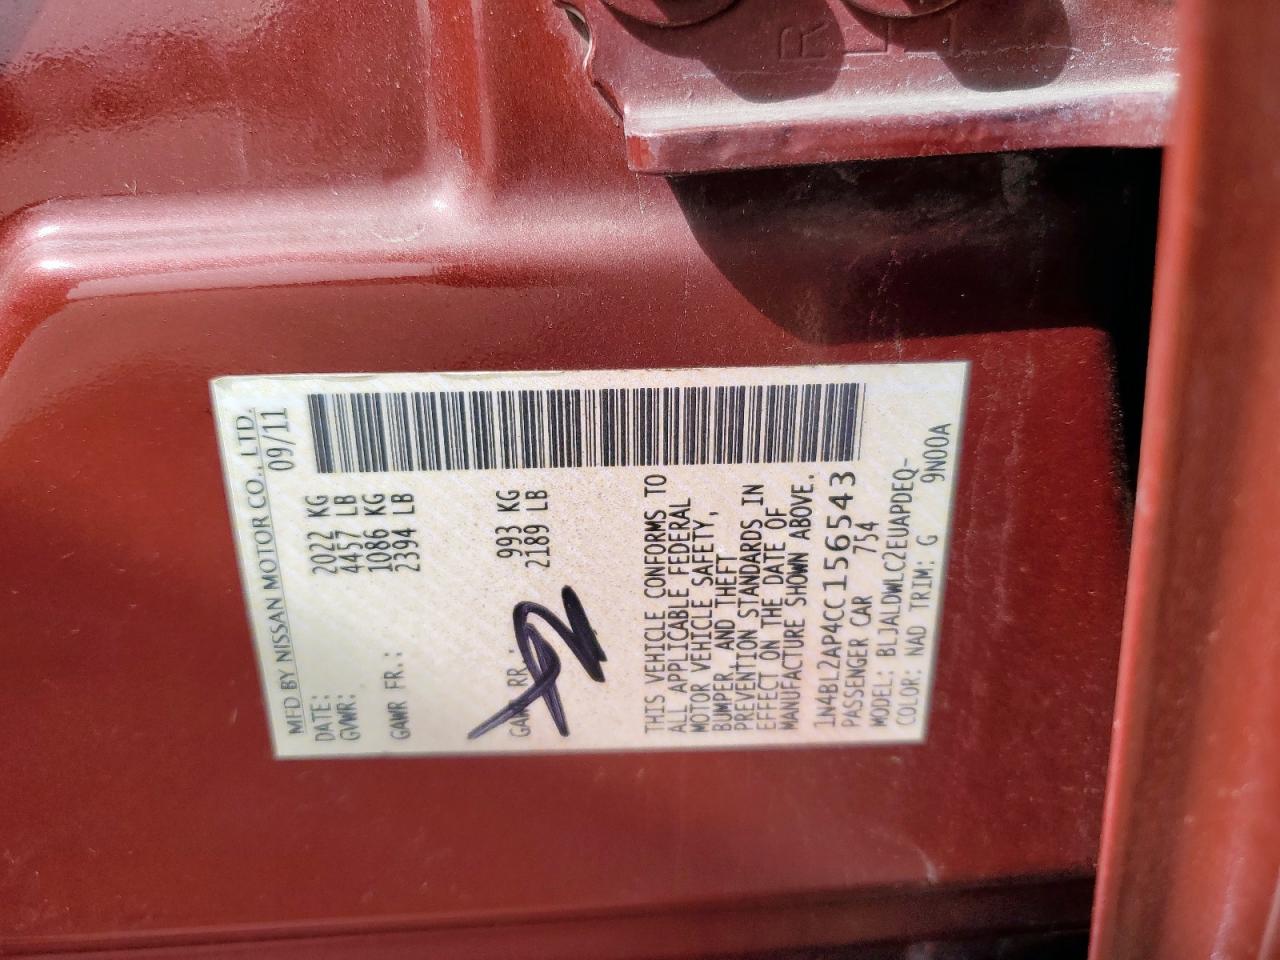 MFD BY NISSAN MOTOR CO., LTD.
DATE: 09/11
GVWR: 2022 KG
4457 LB
GAWR FR.: 1086 KG
2394 LB
GAWR RR.: 993 KG
2189 LB
THIS VEHICLE CONFORMS TO
ALL APPLICABLE FEDERAL
MOTOR VEHICLE SAFETY,
BUMPER, AND THEFT
PREVENTION STANDARDS IN
EFFECT ON THE DATE OF
MANUFACTURE SHOWN ABOVE.
1N4BL2AP4CC156543
PASSENGER CAR 754
MODEL: BLJALDWLC2EUAPDEQ-
COLOR: NAD TRIM: G 9N00A
R
L